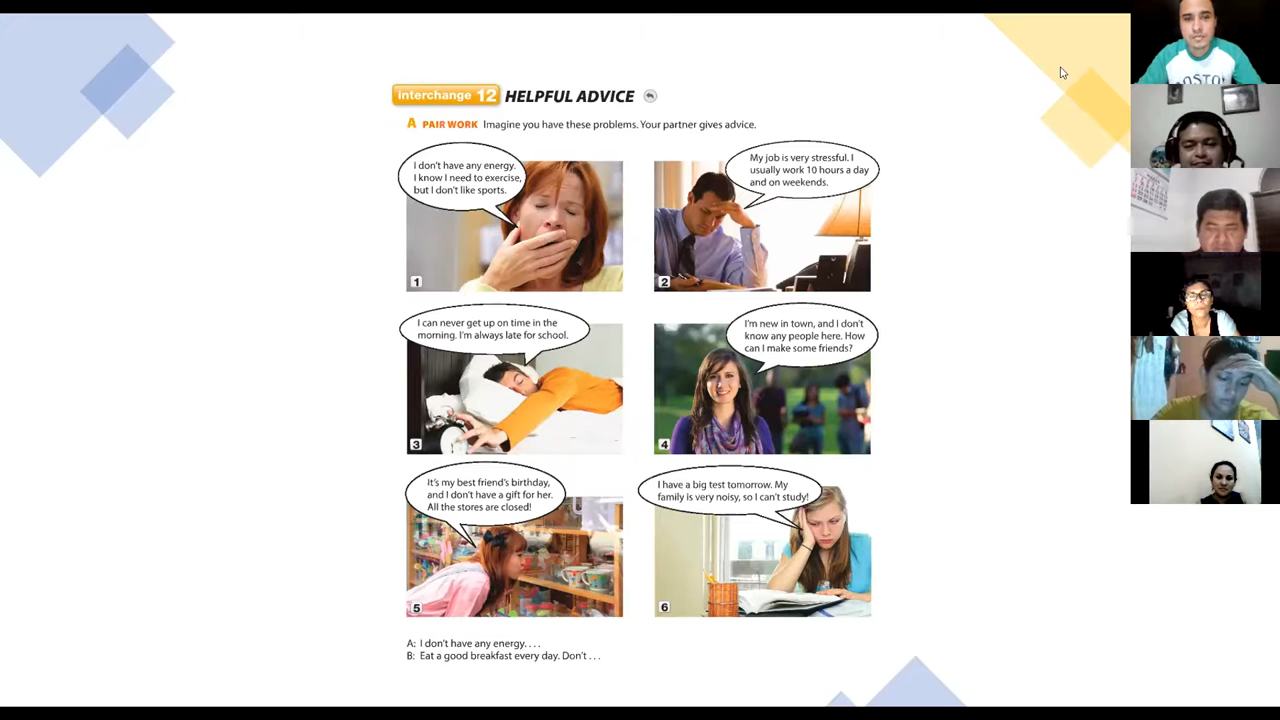 interchange 12 HELPFUL ADVICE
A PAIR WORK Imagine you have these problems. Your partner gives advice.
I don't have any energy.
I know I need to exercise,
but I don't like sports.
1
My job is very stressful. I
usually work 10 hours a day
and on weekends.
2
I can never get up on time in the
morning. I'm always late for school.
3
I'm new in town, and I don't
know any people here. How
can I make some friends?
4
It's my best friend's birthday,
and I don't have a gift for her.
All the stores are closed!
5
I have a big test tomorrow. My
family is very noisy, so I can't study!
6
A: I don't have any energy. . . .
B: Eat a good breakfast every day. Don't . . .